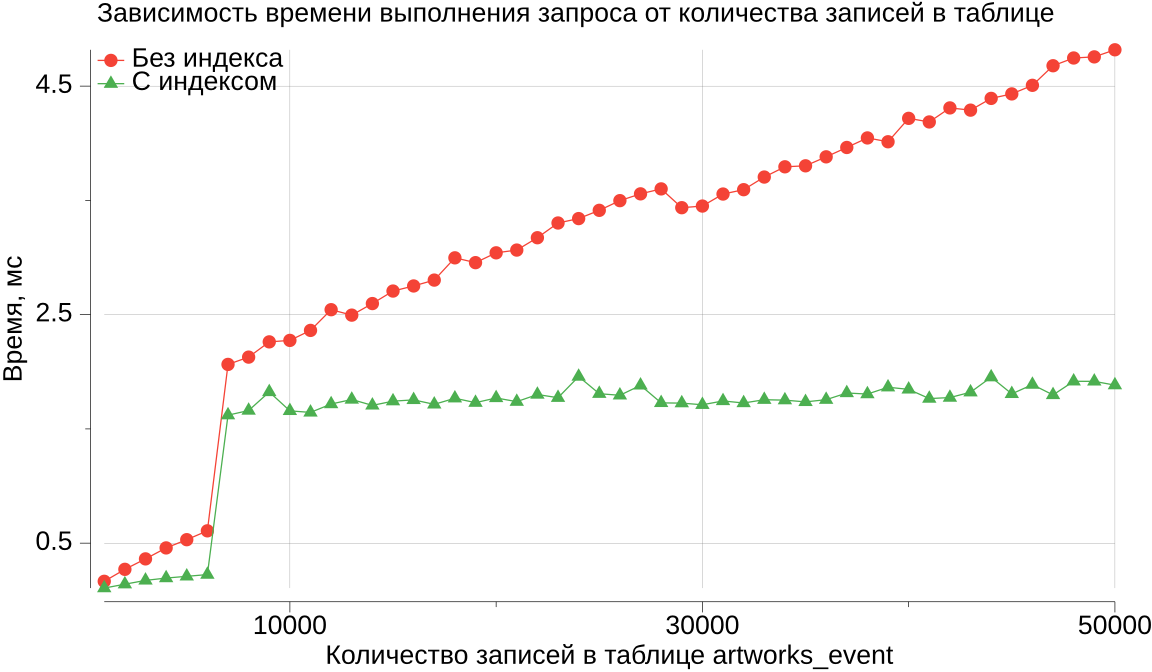 Зависимость времени выполнения запроса от количества записей в таблице
Без индекса
С индексом
4.5
2.5
0.5
Время, мс
10000
30000
50000
Количество записей в таблице artworks_event